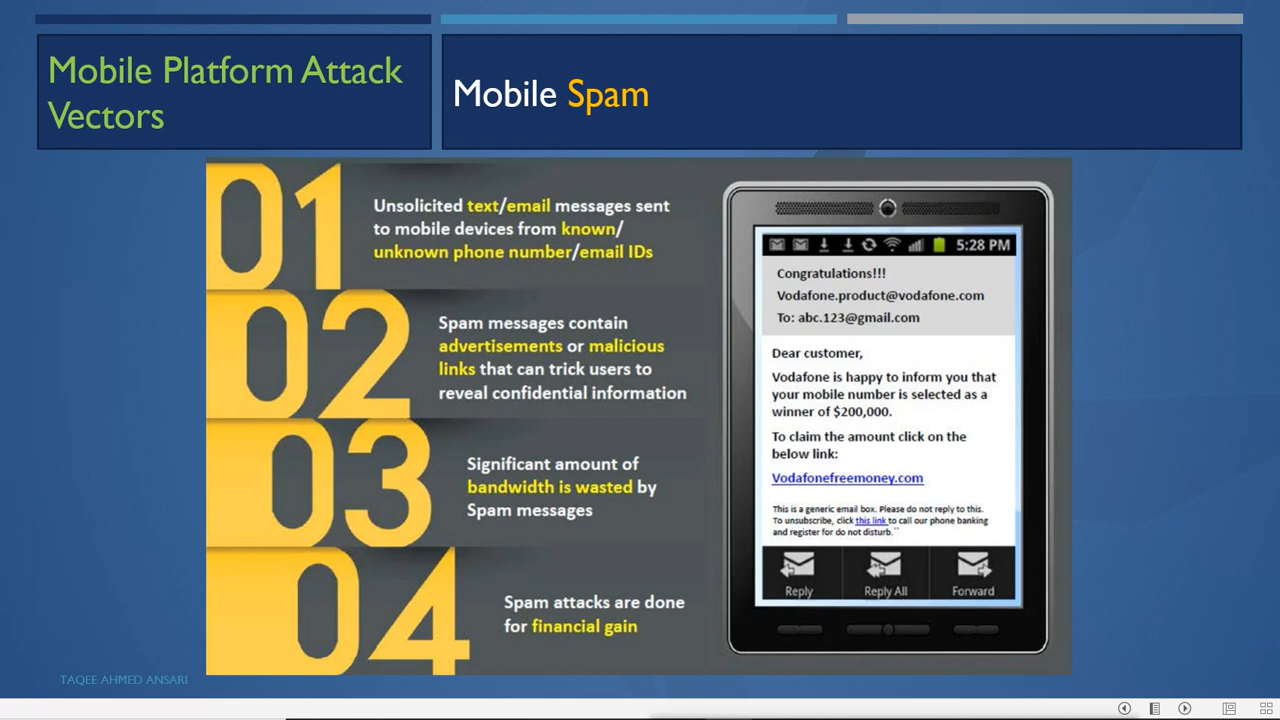 Mobile Platform Attack
Vectors
Mobile Spam
01
Unsolicited text/email messages sent
to mobile devices from known/
unknown phone number/email IDs
02
Spam messages contain
advertisements or malicious
links that can trick users to
reveal confidential information
03
Significant amount of
bandwidth is wasted by
Spam messages
04
Spam attacks are done
for financial gain
5:28 PM
Congratulations!!!
Vodafone.product@vodafone.com
To: abc.123@gmail.com
Dear customer,
Vodafone is happy to inform you that
your mobile number is selected as a
winner of $200,000.
To claim the amount click on the
below link:
Vodafonefreemoney.com
This is a generic email box. Please do not reply to this.
To unsubscribe, click this link to call our phone banking
and register for do not disturb.``
Reply Reply All Forward
TAQEE AHMED ANSARI